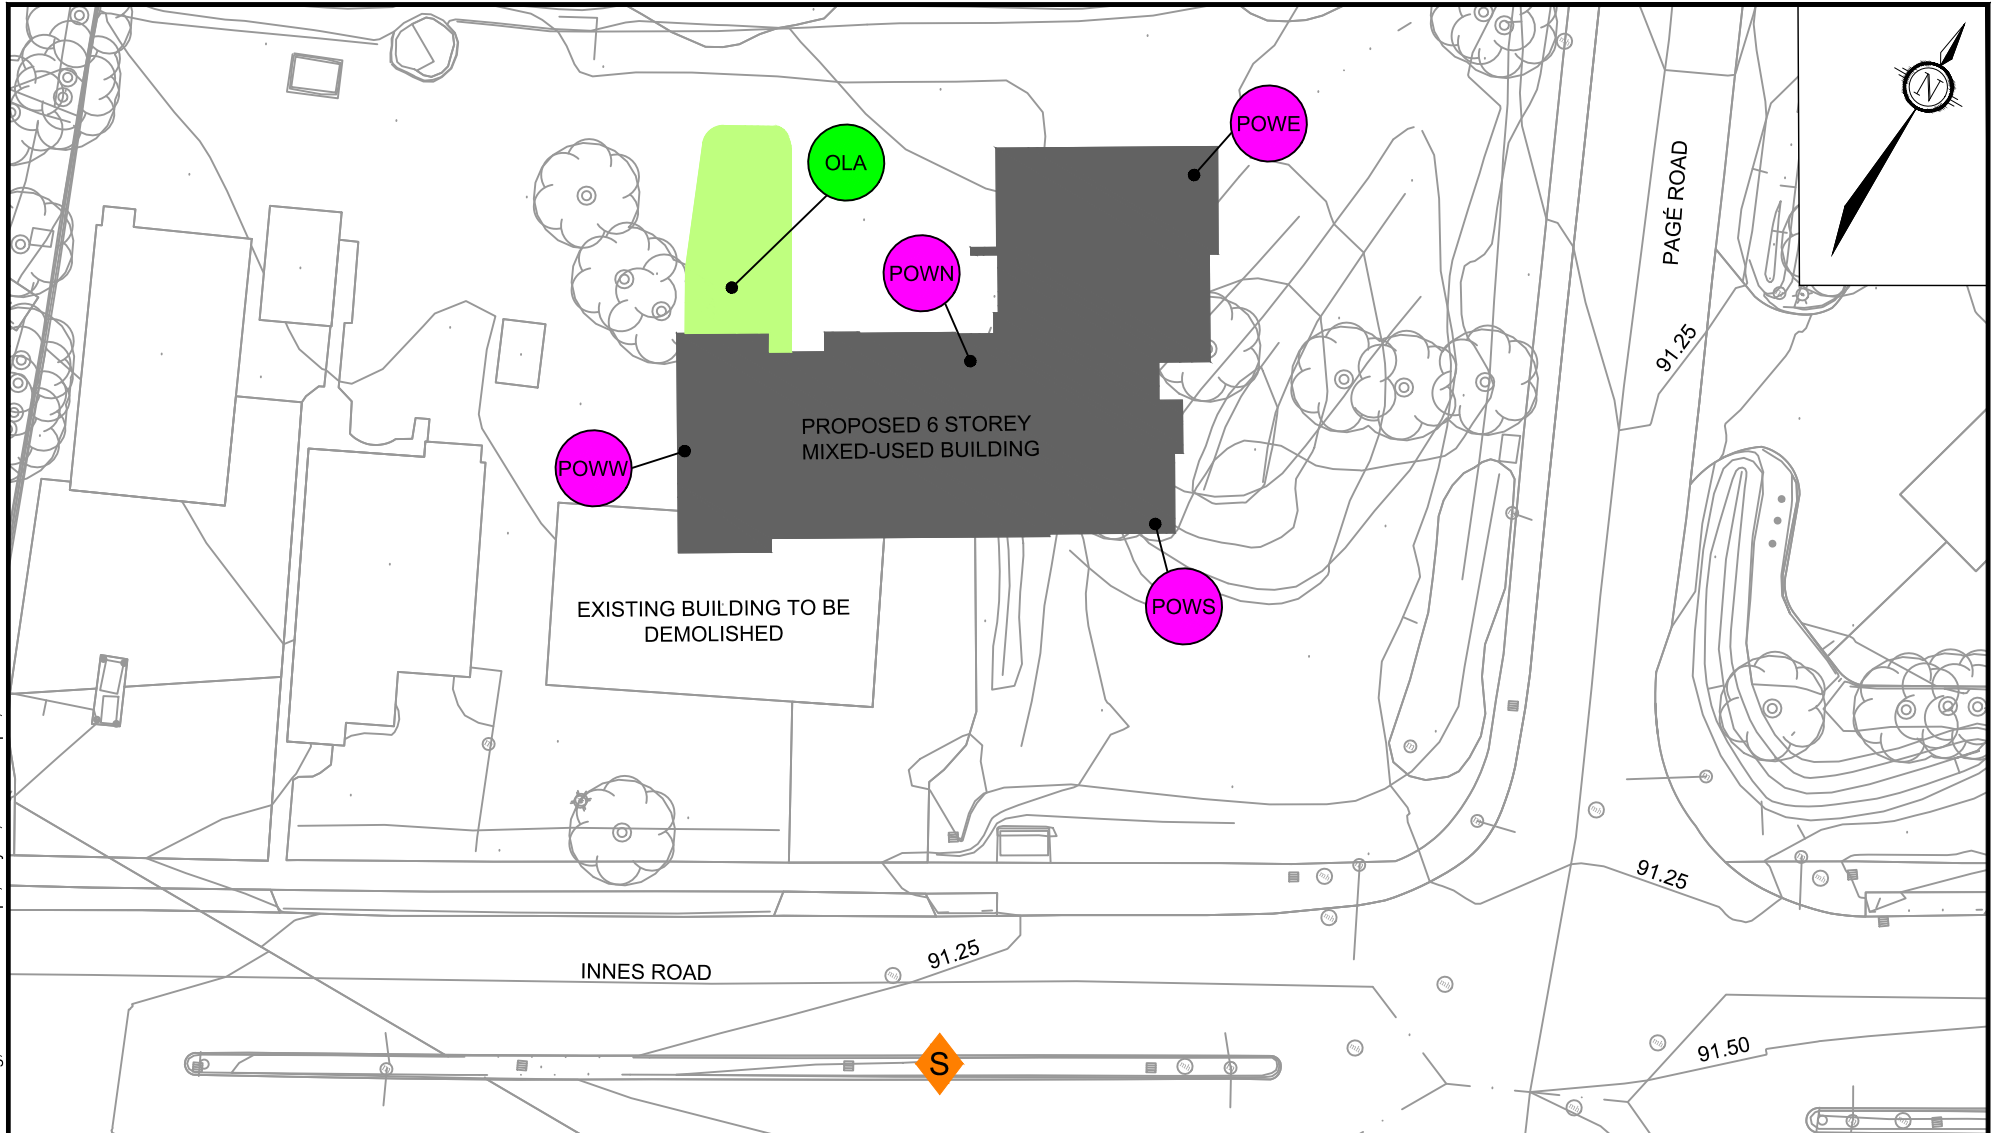 N
POWE
PAGÉ ROAD
OLA
POWN
91.25
PROPOSED 6 STOREY
MIXED-USED BUILDING
POWW
EXISTING BUILDING TO BE
DEMOLISHED
POWS
91.25
91.25
INNES ROAD
91.50
S